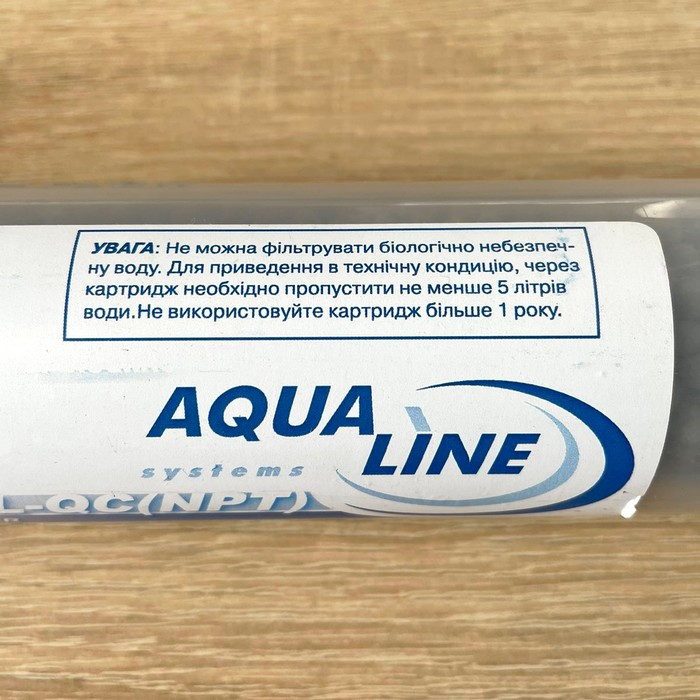 УВАГА: Не можна фільтрувати біологічно небезпеч-
ну воду. Для приведення в технічну кондицію, через
картридж необхідно пропустити не менше 5 літрів
води.Не використовуйте картридж більше 1 року.
AQUA
LINE
systems
L-QC(NPT)